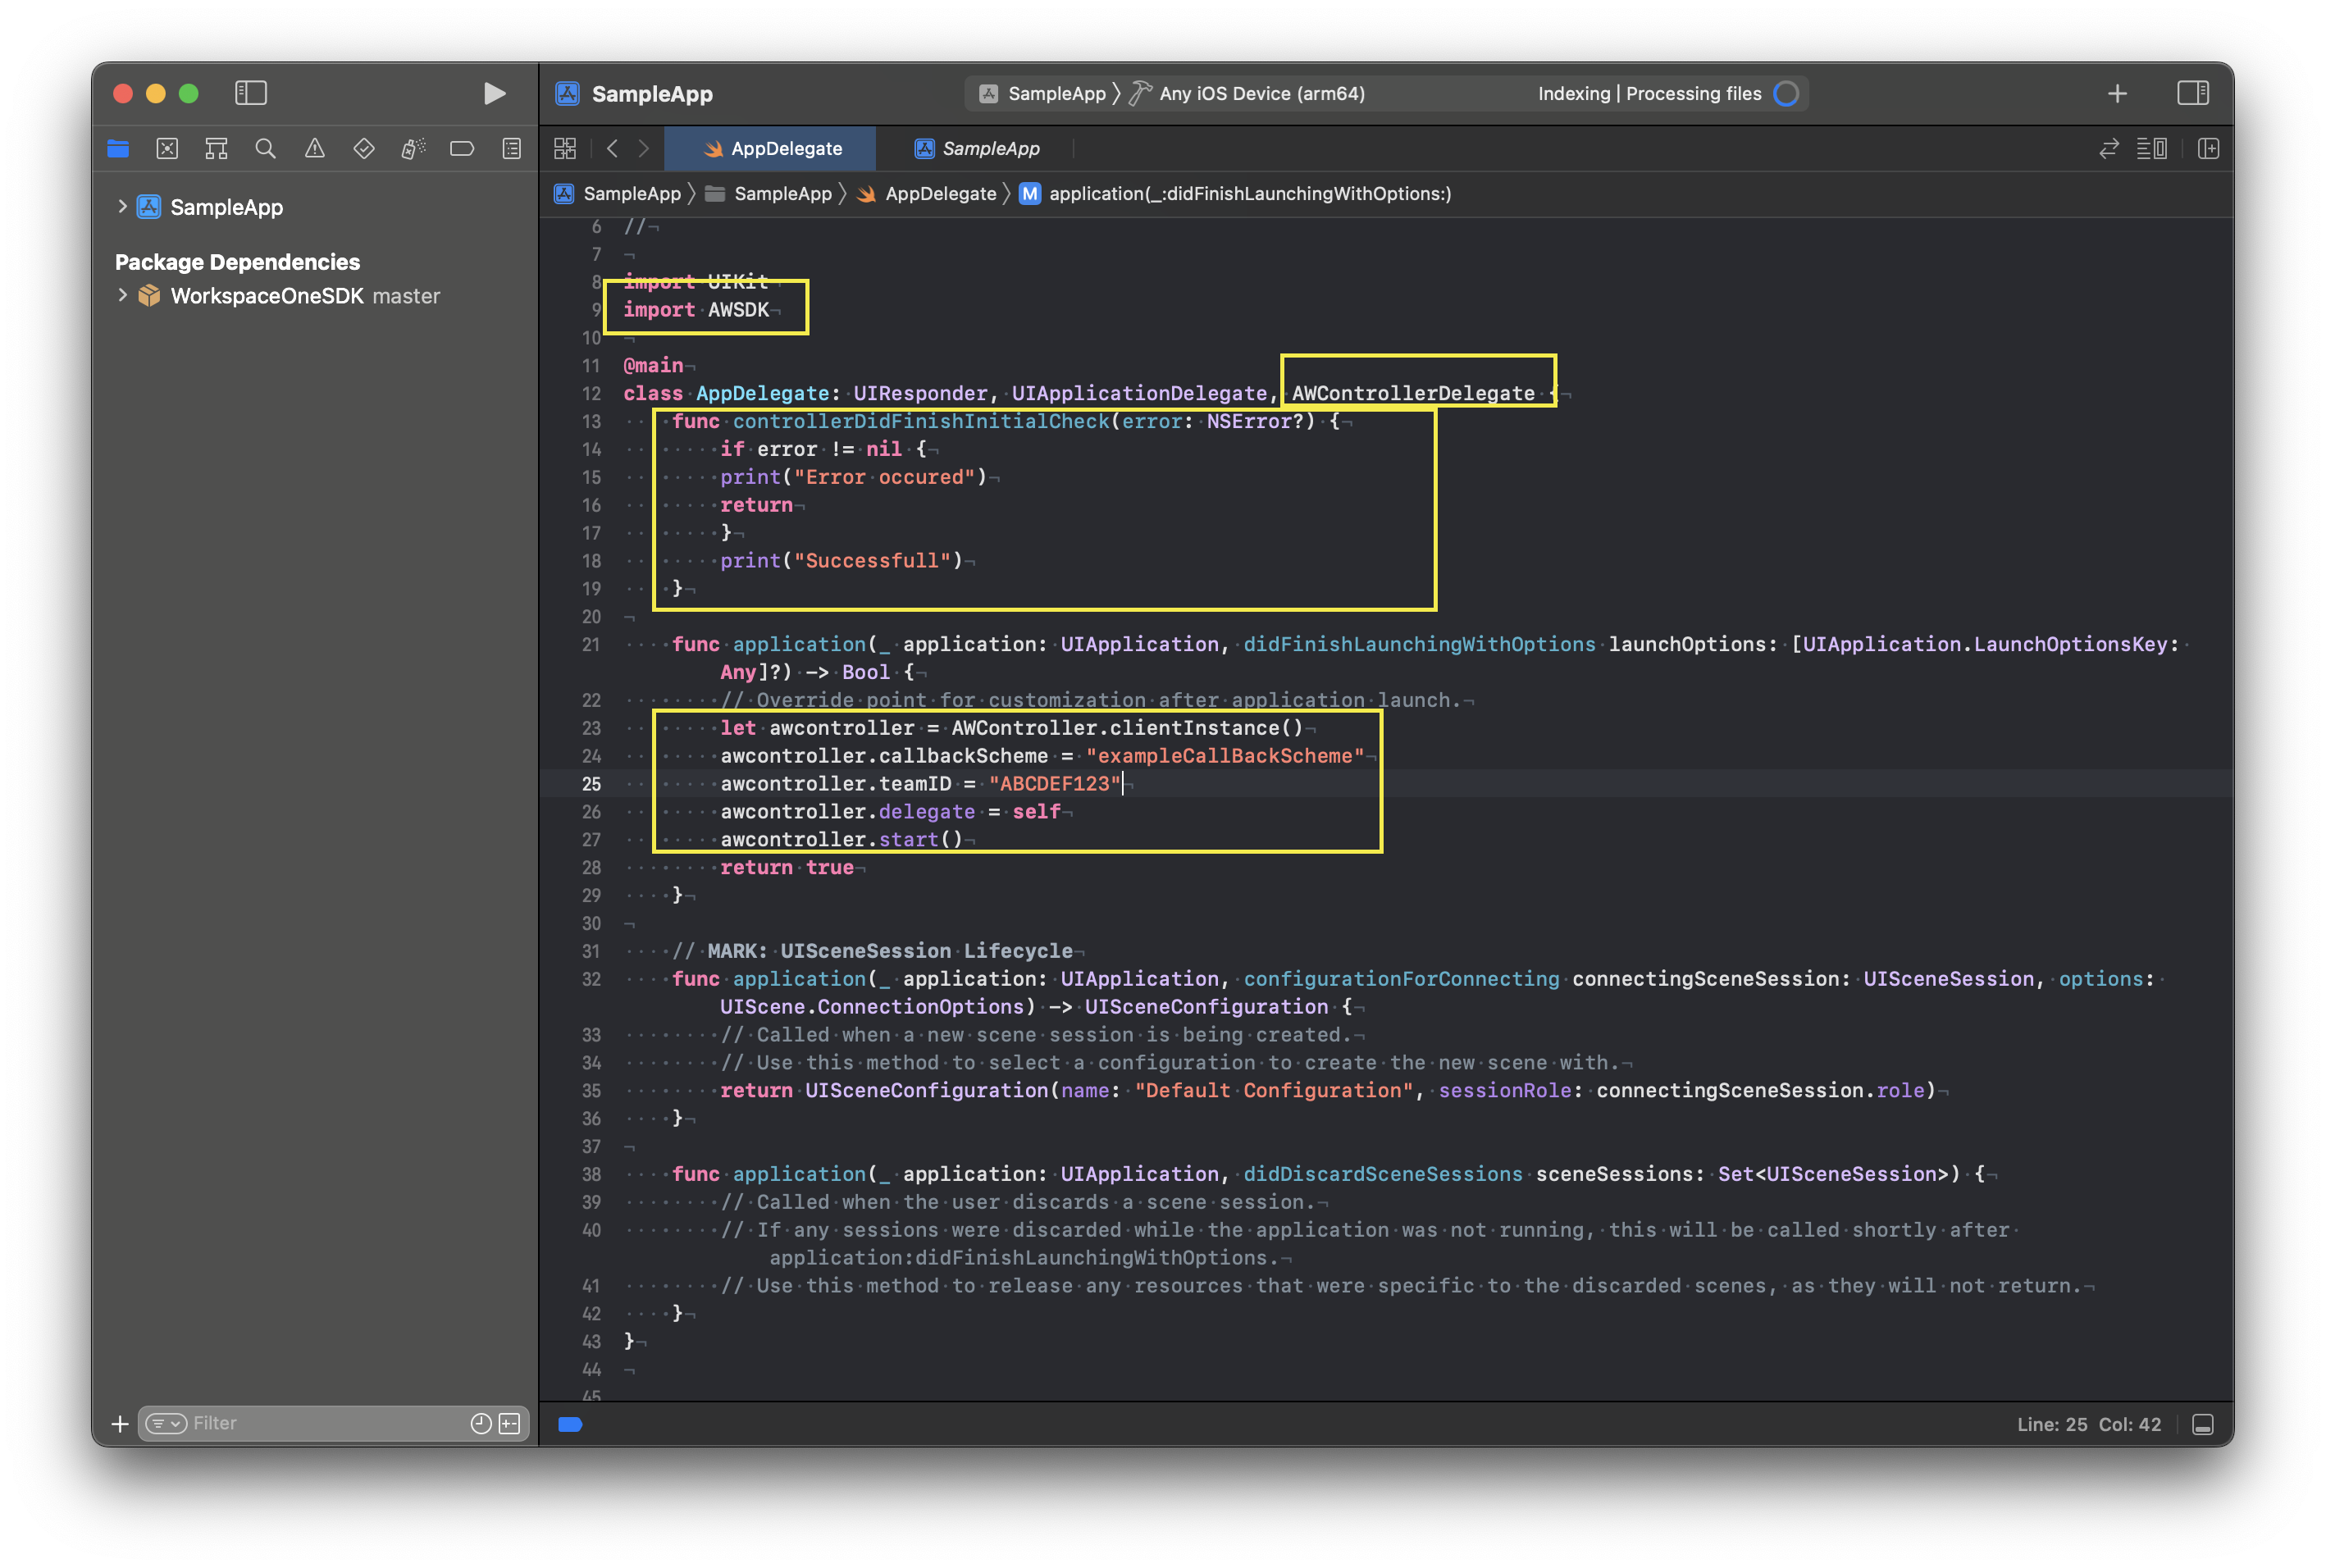 SampleApp
SampleApp 〉 Any iOS Device (arm64)
Indexing | Processing files
AppDelegate
SampleApp
SampleApp 〉 SampleApp 〉 AppDelegate 〉 M application(_:didFinishLaunchingWithOptions:)
SampleApp
Package Dependencies
WorkspaceOneSDK master
6 //
7
8 import UIKit
9 import AWSDK
10
11 @main
12 class AppDelegate: UIResponder, UIApplicationDelegate, AWControllerDelegate {
13 func controllerDidFinishInitialCheck(error: NSError?) {
14 if error != nil {
15 print("Error occured")
16 return
17 }
18 print("Successfull")
19 }
20
21 func application(_ application: UIApplication, didFinishLaunchingWithOptions launchOptions: [UIApplication.LaunchOptionsKey:
Any]?) -> Bool {
22 // Override point for customization after application launch.
23 let awcontroller = AWController.clientInstance()
24 awcontroller.callbackScheme = "exampleCallBackScheme"
25 awcontroller.teamID = "ABCDEF123"
26 awcontroller.delegate = self
27 awcontroller.start()
28 return true
29 }
30
31 // MARK: UISceneSession Lifecycle
32 func application(_ application: UIApplication, configurationForConnecting connectingSceneSession: UISceneSession, options:
UIScene.ConnectionOptions) -> UISceneConfiguration {
33 // Called when a new scene session is being created.
34 // Use this method to select a configuration to create the new scene with.
35 return UISceneConfiguration(name: "Default Configuration", sessionRole: connectingSceneSession.role)
36 }
37
38 func application(_ application: UIApplication, didDiscardSceneSessions sceneSessions: Set<UISceneSession>) {
39 // Called when the user discards a scene session.
40 // If any sessions were discarded while the application was not running, this will be called shortly after
application:didFinishLaunchingWithOptions.
41 // Use this method to release any resources that were specific to the discarded scenes, as they will not return.
42 }
43 }
44
45
Filter
Line: 25 Col: 42